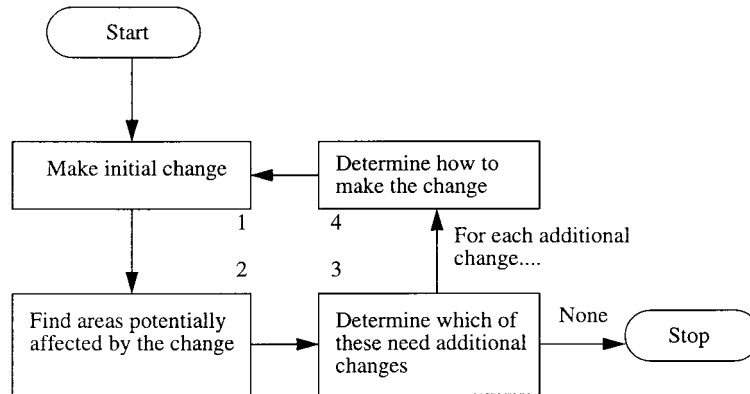 Start
Make initial change
Determine how to
make the change
1
4
For each additional
change....
2
3
Find areas potentially
affected by the change
Determine which of
these need additional
changes
None
Stop